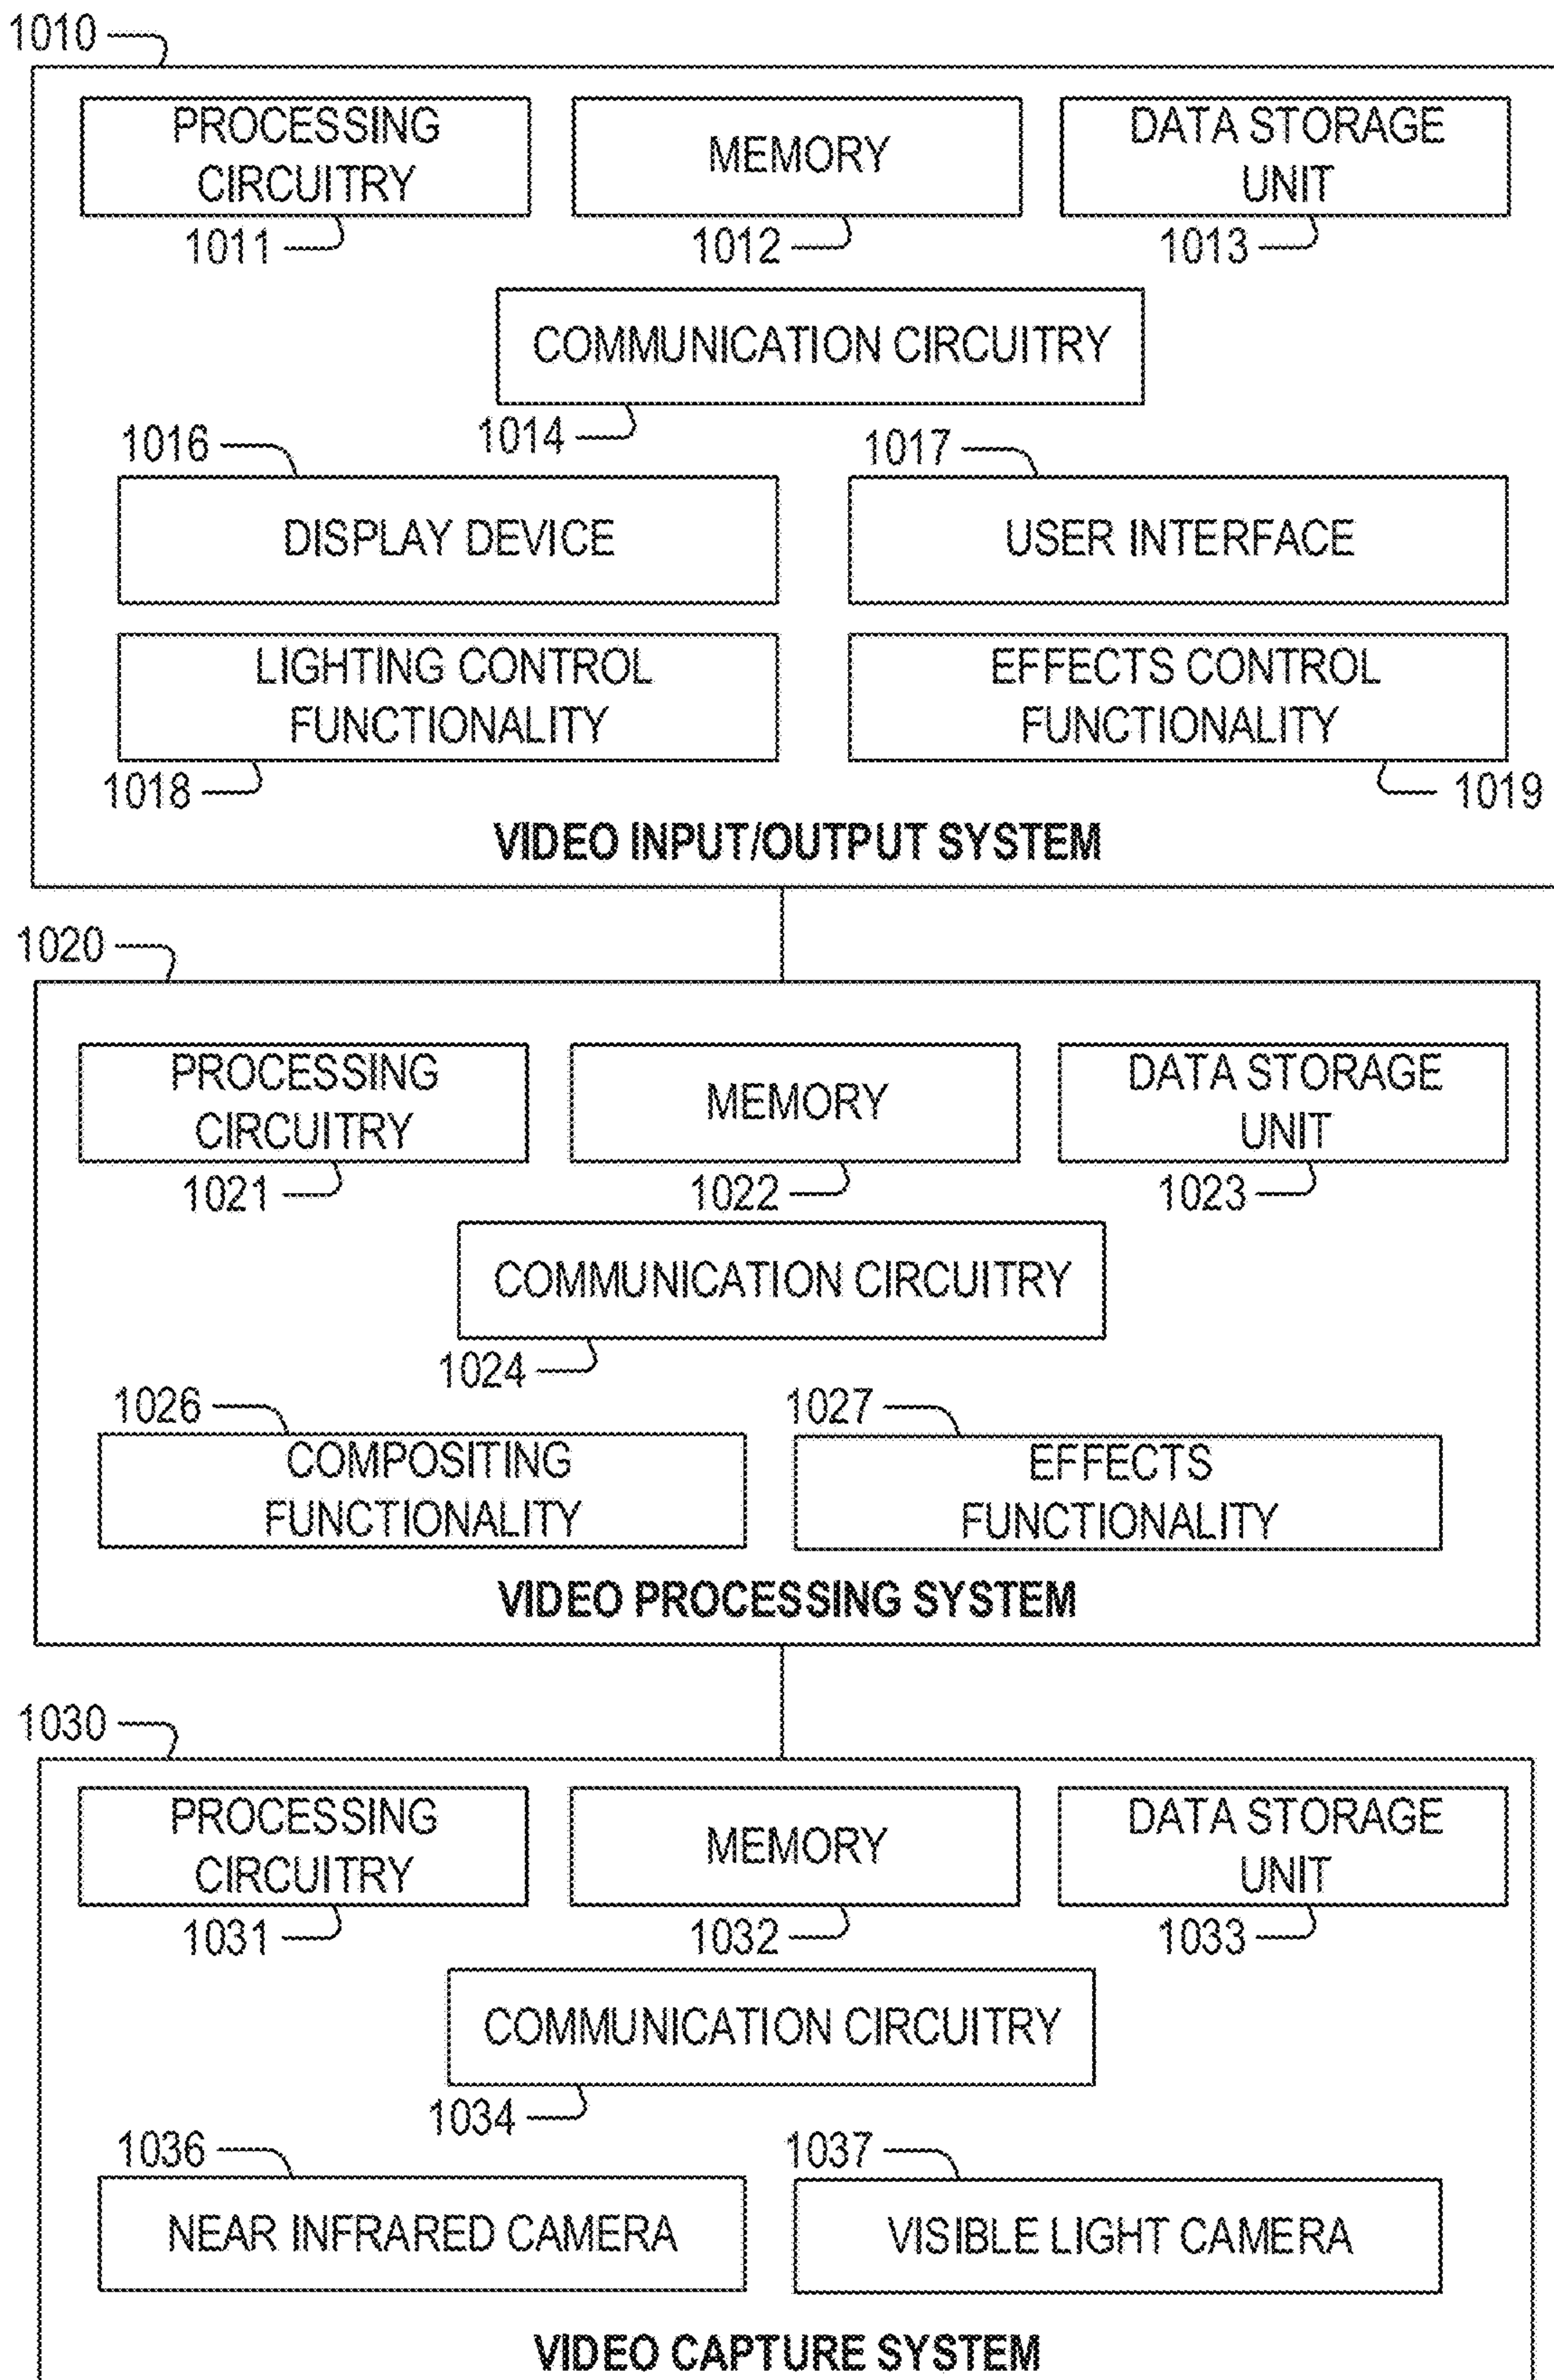 1010
PROCESSING
CIRCUITRY
MEMORY
DATA STORAGE
UNIT
1011
1012
1013
COMMUNICATION CIRCUITRY
1014
1016
1017
DISPLAY DEVICE
USER INTERFACE
LIGHTING CONTROL
FUNCTIONALITY
EFFECTS CONTROL
FUNCTIONALITY
1018
1019
VIDEO INPUT/OUTPUT SYSTEM
1020
PROCESSING
CIRCUITRY
MEMORY
DATA STORAGE
UNIT
1021
1022
1023
COMMUNICATION CIRCUITRY
1024
1026
1027
COMPOSITING
FUNCTIONALITY
EFFECTS
FUNCTIONALITY
VIDEO PROCESSING SYSTEM
1030
PROCESSING
CIRCUITRY
MEMORY
DATA STORAGE
UNIT
1031
1032
1033
COMMUNICATION CIRCUITRY
1034
1036
1037
NEAR INFRARED CAMERA
VISIBLE LIGHT CAMERA
VIDEO CAPTURE SYSTEM